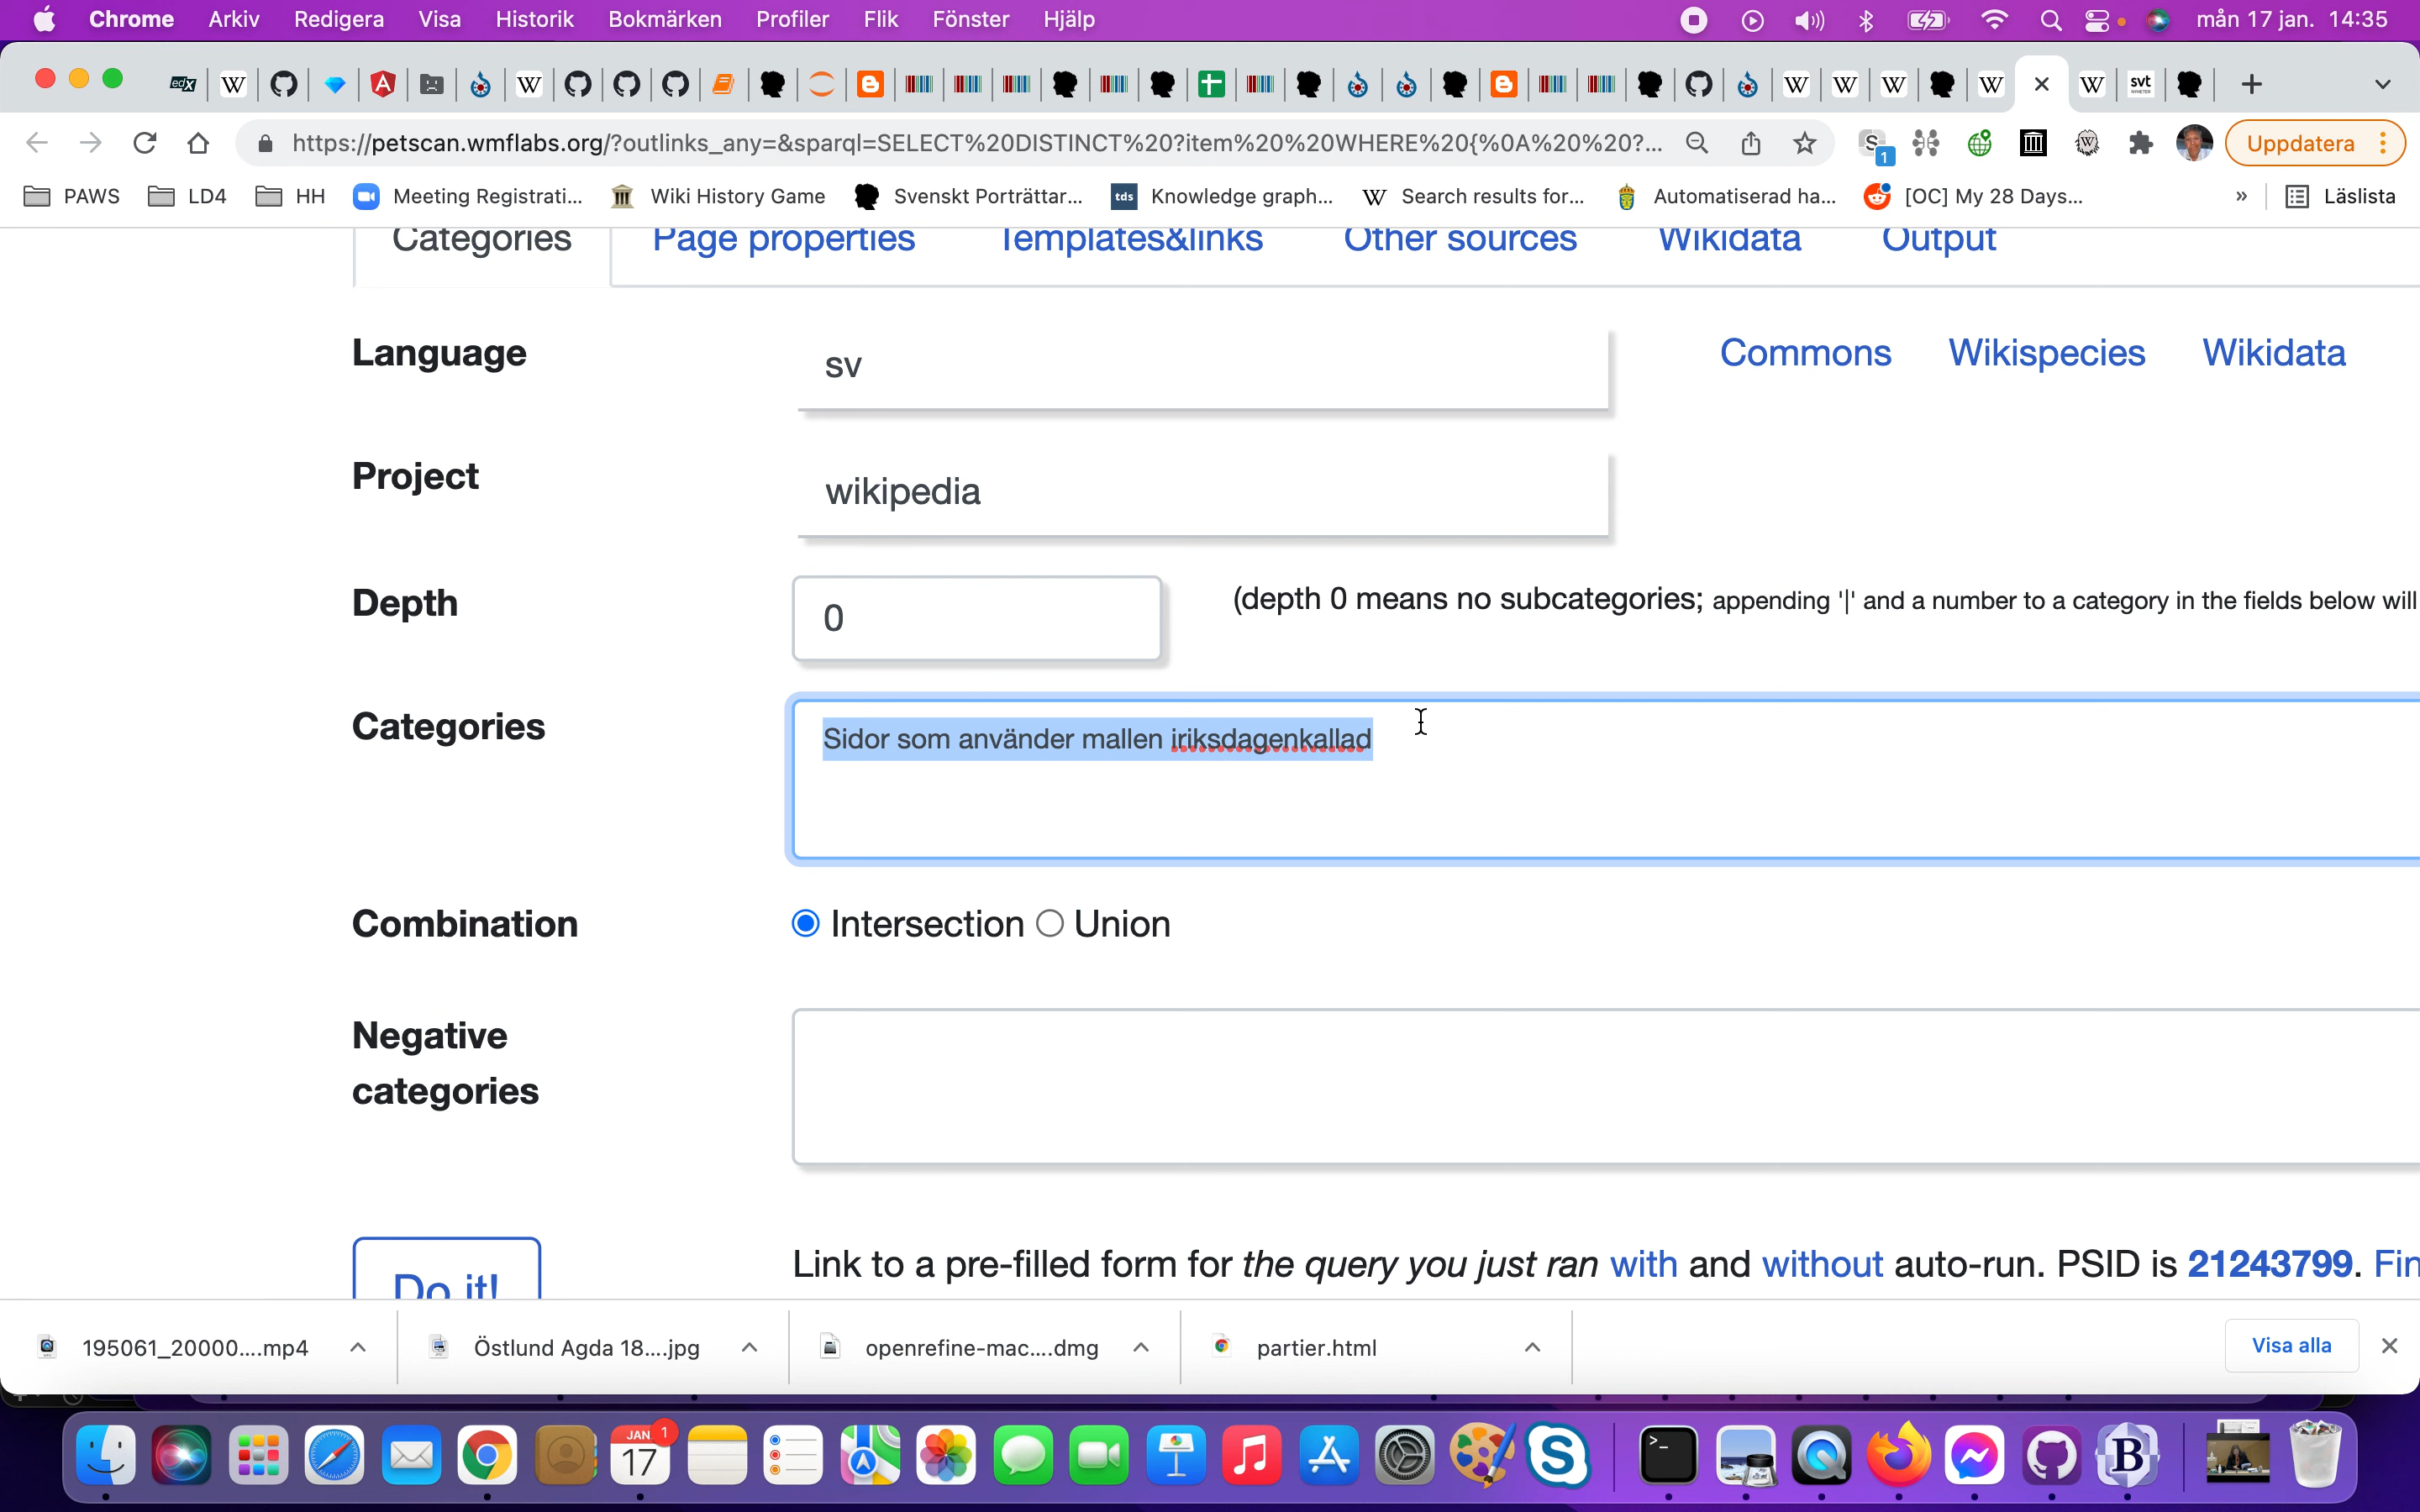 Chrome Arkiv Redigera Visa Historik Bokmärken Profiler Flik Fönster Hjälp mån 17 jan. 14:35
edX W W W W W W W svt
https://petscan.wmflabs.org/?outlinks_any=&sparql=SELECT%20DISTINCT%20?item%20%20WHERE%20{%0A%20%20?... S 1 Uppdatera
PAWS LD4 HH Meeting Registrati... Wiki History Game Svenskt Porträttar... tds Knowledge graph... W Search results for... Automatiserad ha... [OC] My 28 Days... » Läslista
Categories Page properties Templates&links Other sources Wikidata Output
Language sv Commons Wikispecies Wikidata
Project wikipedia
Depth 0 (depth 0 means no subcategories; appending '|' and a number to a category in the fields below will
Categories Sidor som använder mallen iriksdagenkallad
Combination Intersection Union
Negative
categories
Do it! Link to a pre-filled form for the query you just ran with and without auto-run. PSID is 21243799. Fin
195061_20000....mp4 Östlund Agda 18....jpg openrefine-mac....dmg partier.html Visa alla
JAN. 1
17
>_ S B